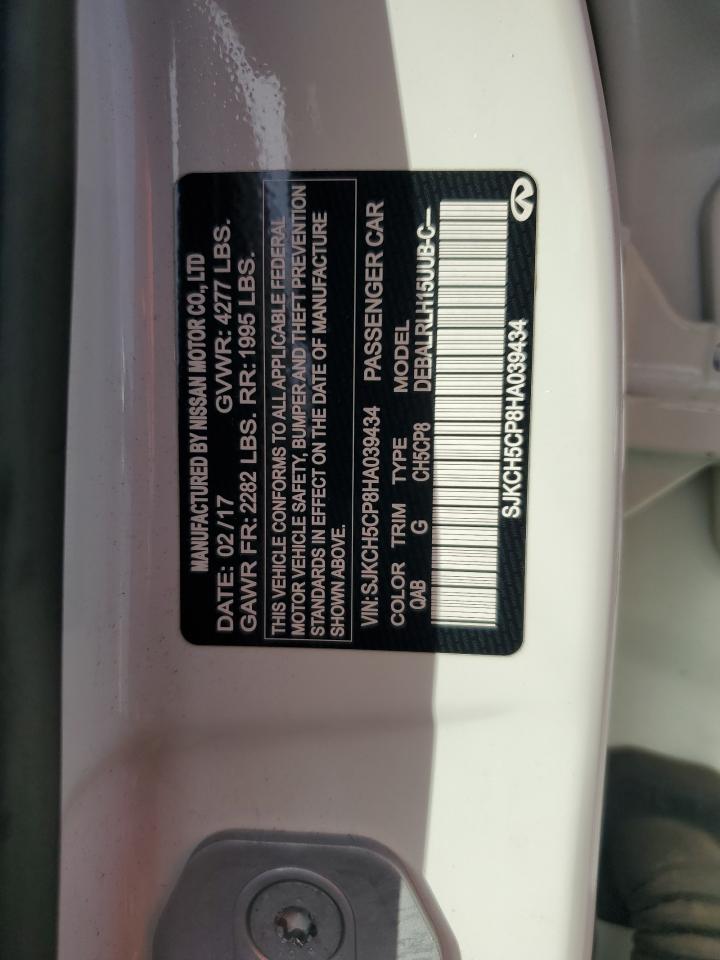 MANUFACTURED BY NISSAN MOTOR CO., LTD
DATE: 02 /17 GVWR: 4277 LBS.
GAWR FR: 2282 LBS. RR: 1995 LBS.
THIS VEHICLE CONFORMS TO ALL APPLICABLE FEDERAL
MOTOR VEHICLE SAFETY, BUMPER AND THEFT PREVENTION
STANDARDS IN EFFECT ON THE DATE OF MANUFACTURE
SHOWN ABOVE.
VIN: SJKCH5CP8HA039434 PASSENGER CAR
COLOR TRIM TYPE MODEL
QAB G CH5CP8 DEBALRLH15UUB-C--
SJKCH5CP8HA039434